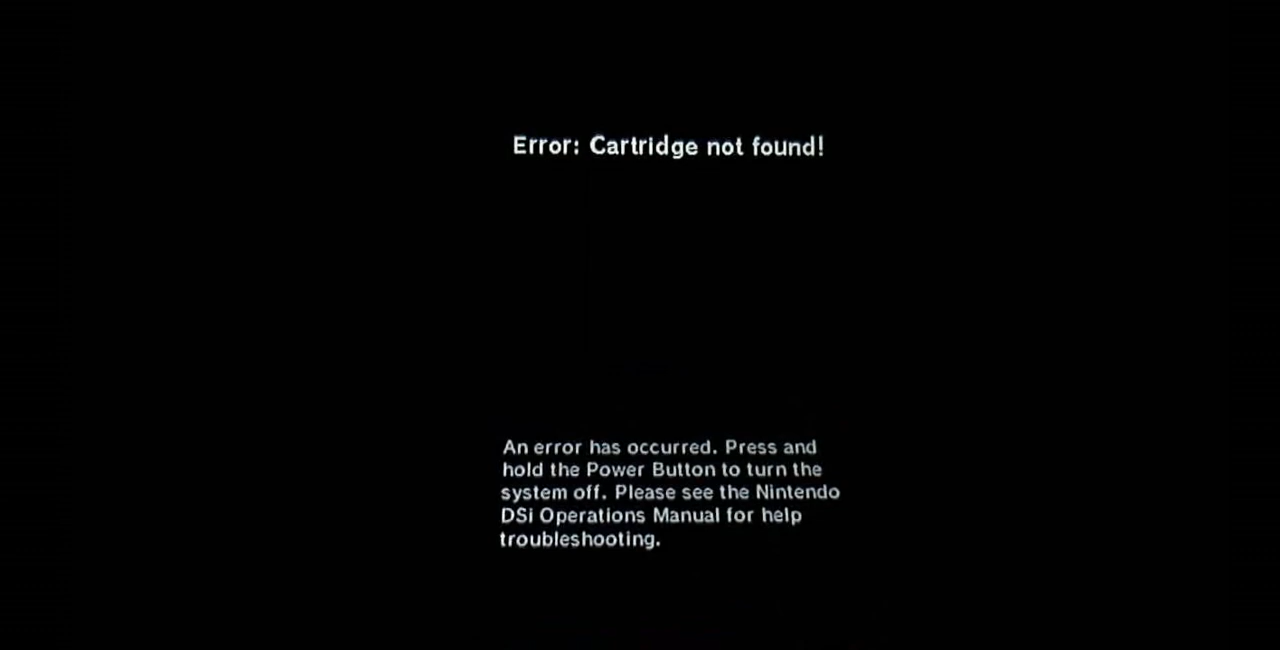 Error: Cartridge not found!
An error has occurred. Press and
hold the Power Button to turn the
system off. Please see the Nintendo
DSi Operations Manual for help
troubleshooting.